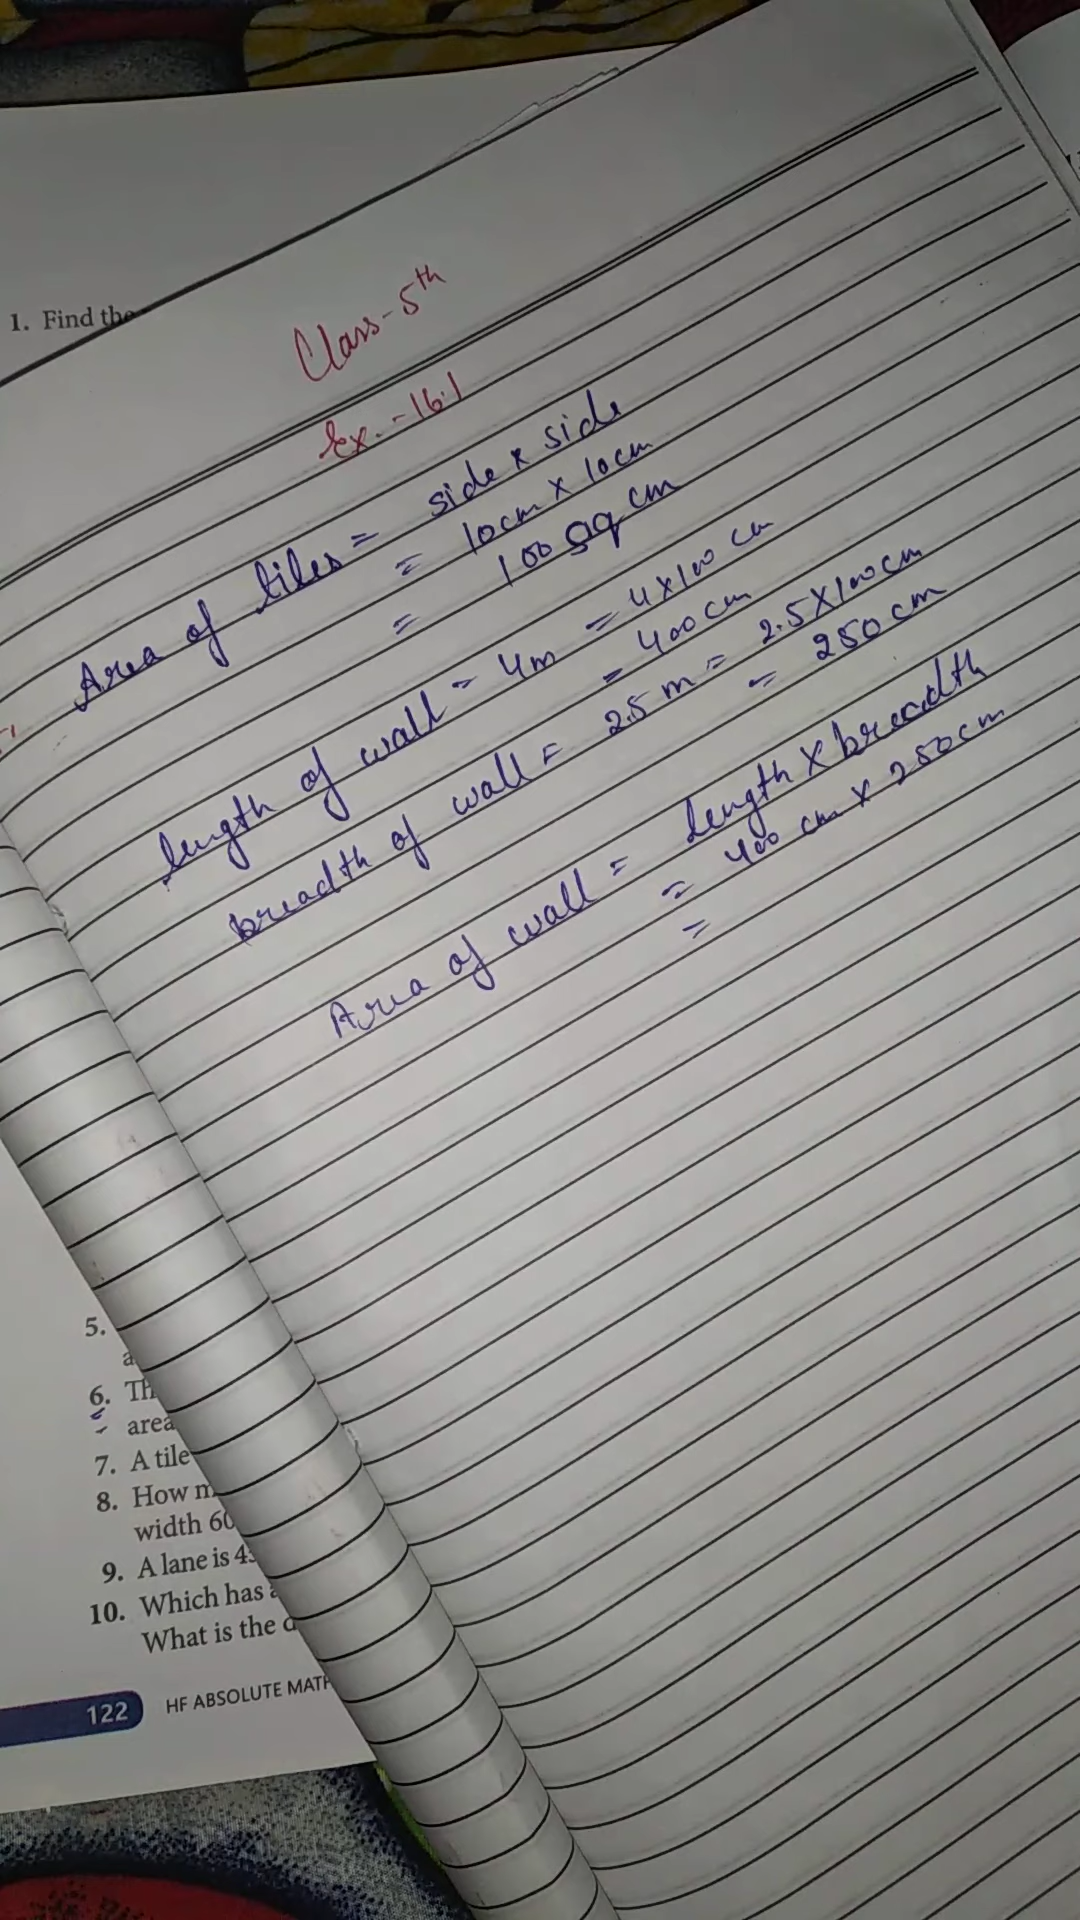 1. Find the
Class-5th
Ex.-16.1
Area of tiles = side x side
= 10cm x 10cm
= 100 sq cm
length of wall = 4m = 4x100 cm
= 400 cm
breadth of wall = 2.5 m = 2.5x100cm
= 250 cm
Area of wall = Length x breadth
= 400 cm x 250cm
=
5.
a
6. Th
area
7. A tile
8. How m
width 60
9. A lane is 45
10. Which has a
What is the d
122 HF ABSOLUTE MATH